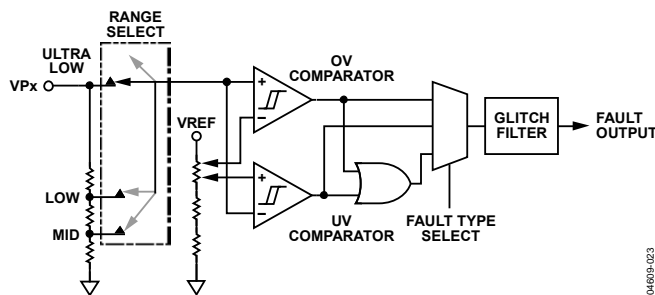 RANGE
SELECT
ULTRA
LOW
VPx
LOW
MID
VREF
OV
COMPARATOR
+
–
+
–
UV
COMPARATOR
FAULT TYPE
SELECT
GLITCH
FILTER
FAULT
OUTPUT
04609-023